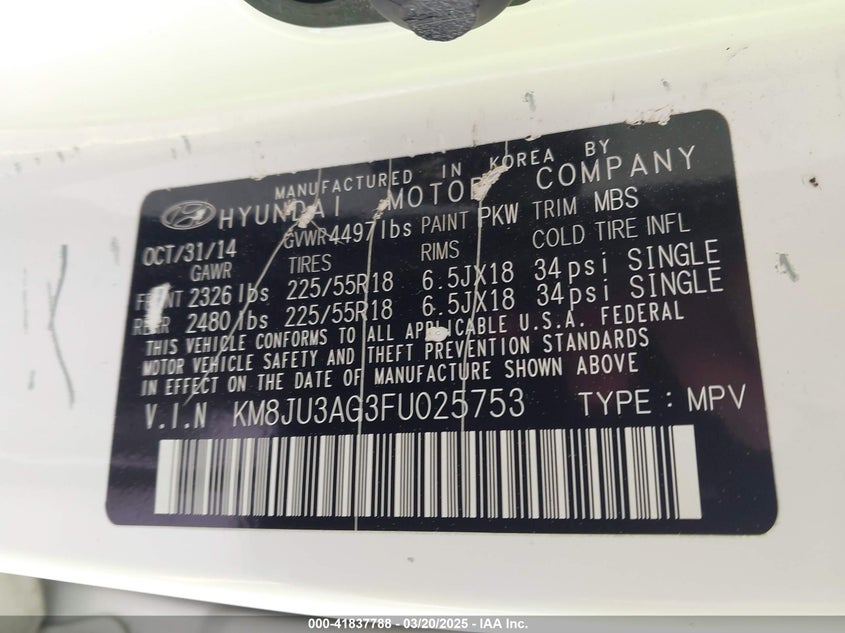 MANUFACTURED IN KOREA BY
HYUNDAI MOTOR COMPANY
OCT/31/14 GVWR 4497lbs PAINT PKW TRIM MBS
GAWR TIRES RIMS COLD TIRE INFL
FRONT 2326 lbs 225/55R18 6.5JX18 34psi SINGLE
REAR 2480 lbs 225/55R18 6.5JX18 34psi SINGLE
THIS VEHICLE CONFORMS TO ALL APPLICABLE U.S.A. FEDERAL
MOTOR VEHICLE SAFETY AND THEFT PREVENTION STANDARDS
IN EFFECT ON THE DATE OF MANUFACTURE SHOWN ABOVE
V.I.N KM8JU3AG3FU025753 TYPE : MPV
000-41837788 - 03/20/2025 - IAA Inc.